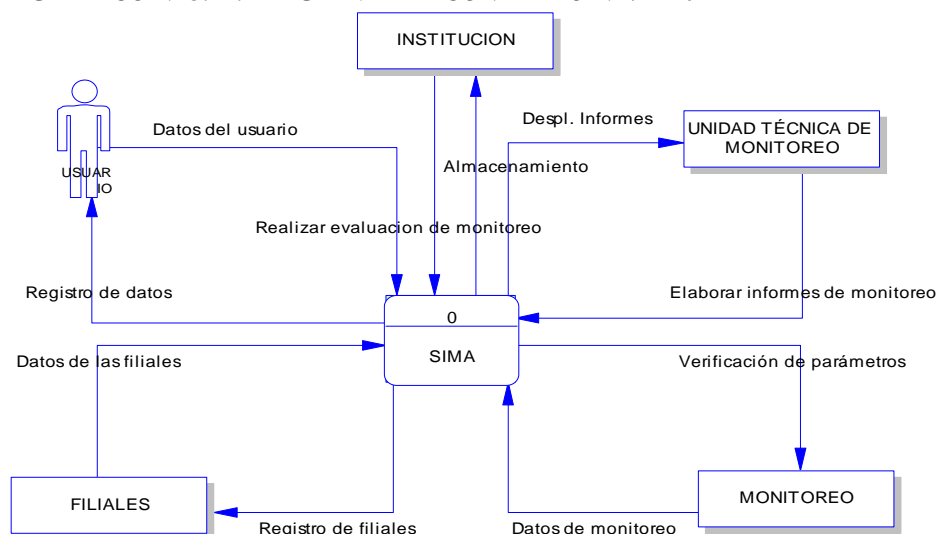 INSTITUCION
Despl. Informes
UNIDAD TÉCNICA DE
MONITOREO
Datos del usuario
Almacenamiento
USUAR
IO
Realizar evaluacion de monitoreo
Registro de datos
Elaborar informes de monitoreo
0
SIMA
Datos de las filiales
Verificación de parámetros
FILIALES
MONITOREO
Registro de filiales
Datos de monitoreo